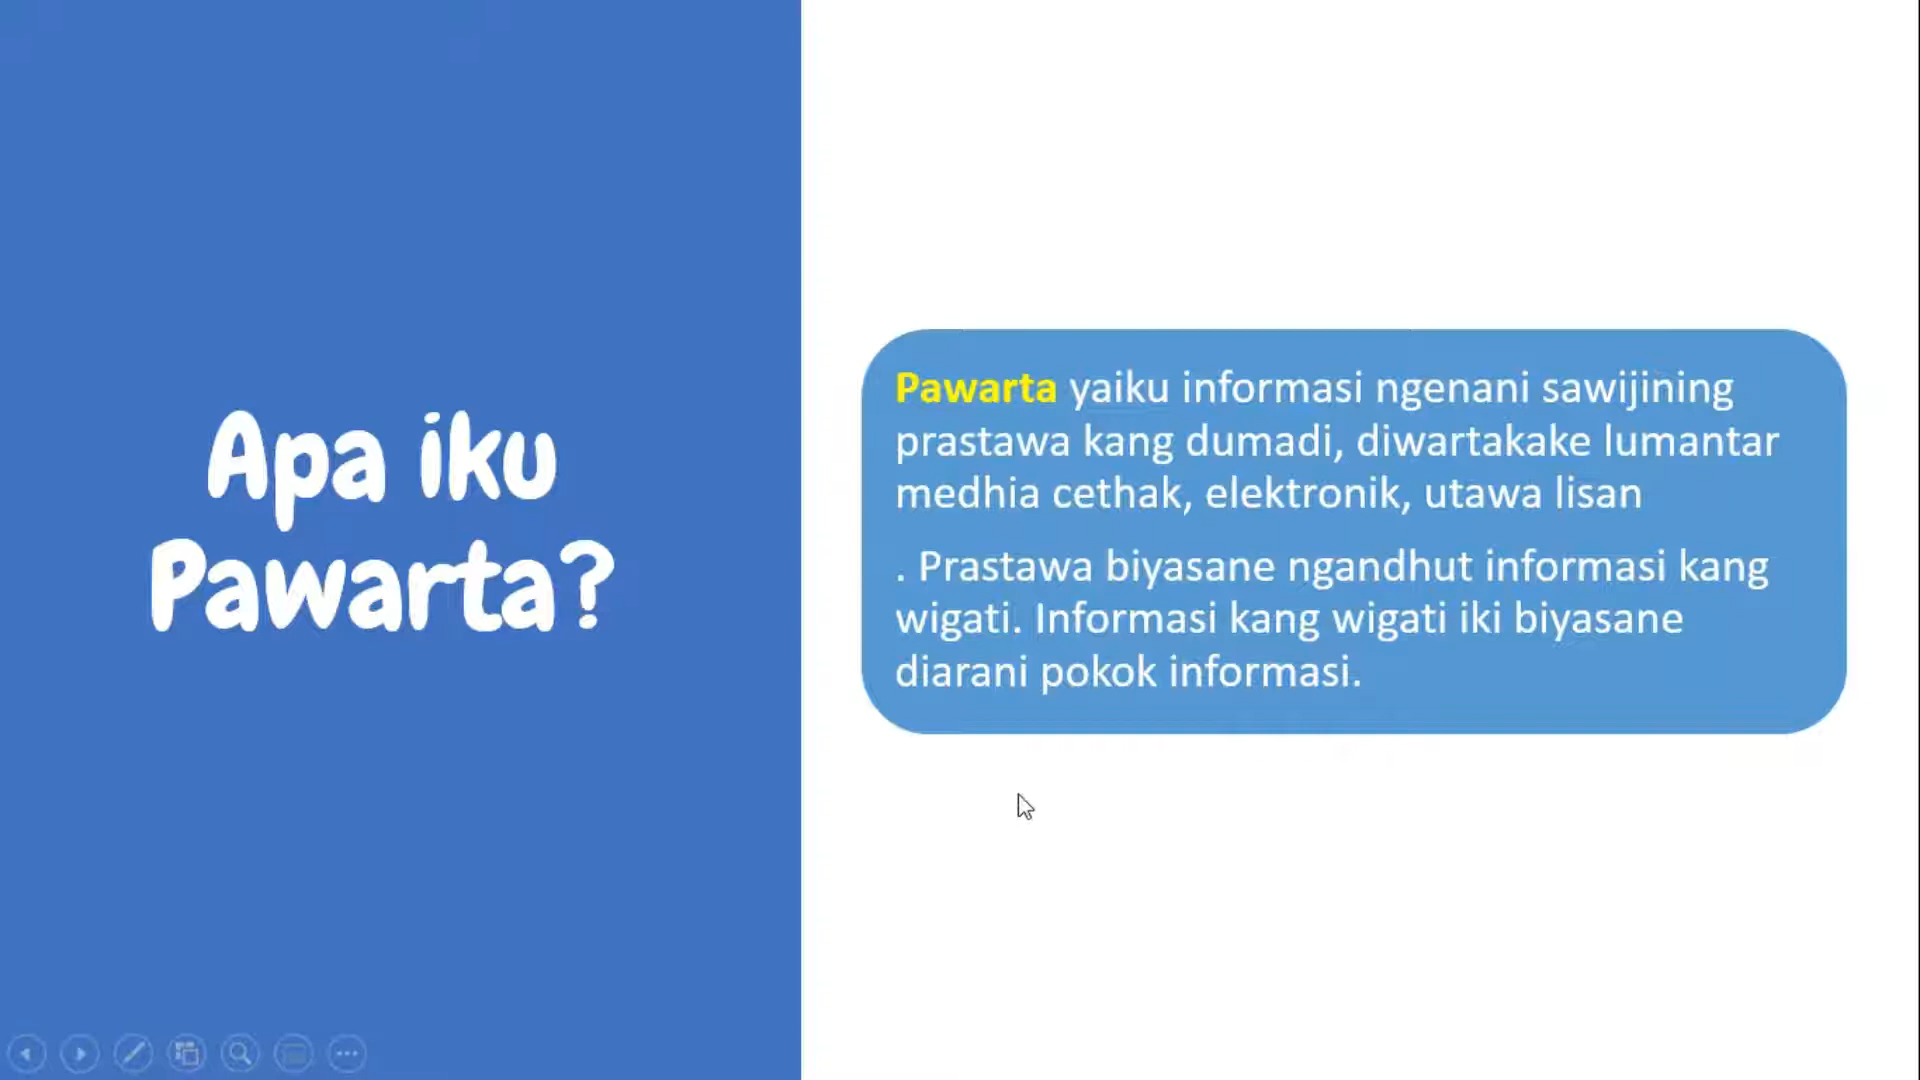 Apa iku
Pawarta?
Pawarta yaiku informasi ngenani sawijining
prastawa kang dumadi, diwartakake lumantar
medhia cethak, elektronik, utawa lisan
. Prastawa biyasane ngandhut informasi kang
wigati. Informasi kang wigati iki biyasane
diarani pokok informasi.